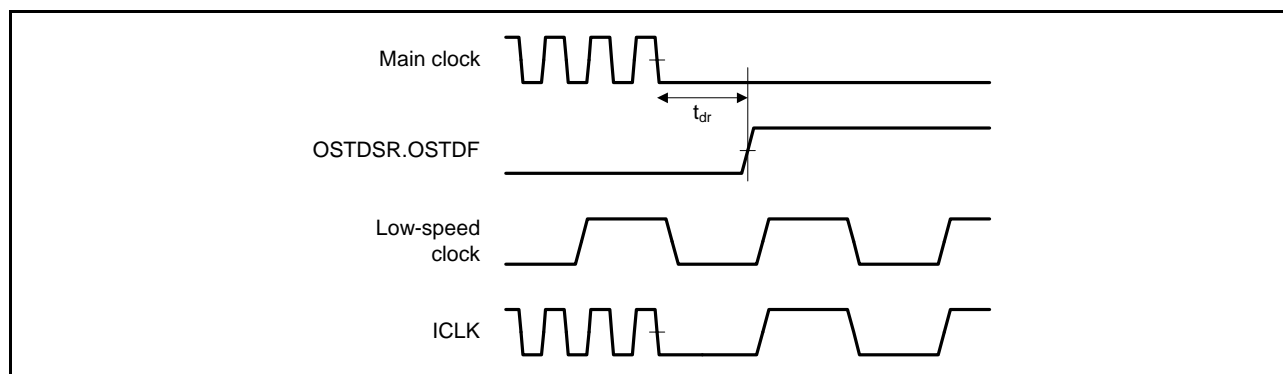 Main clock
t_dr
OSTDSR.OSTDF
Low-speed
clock
ICLK